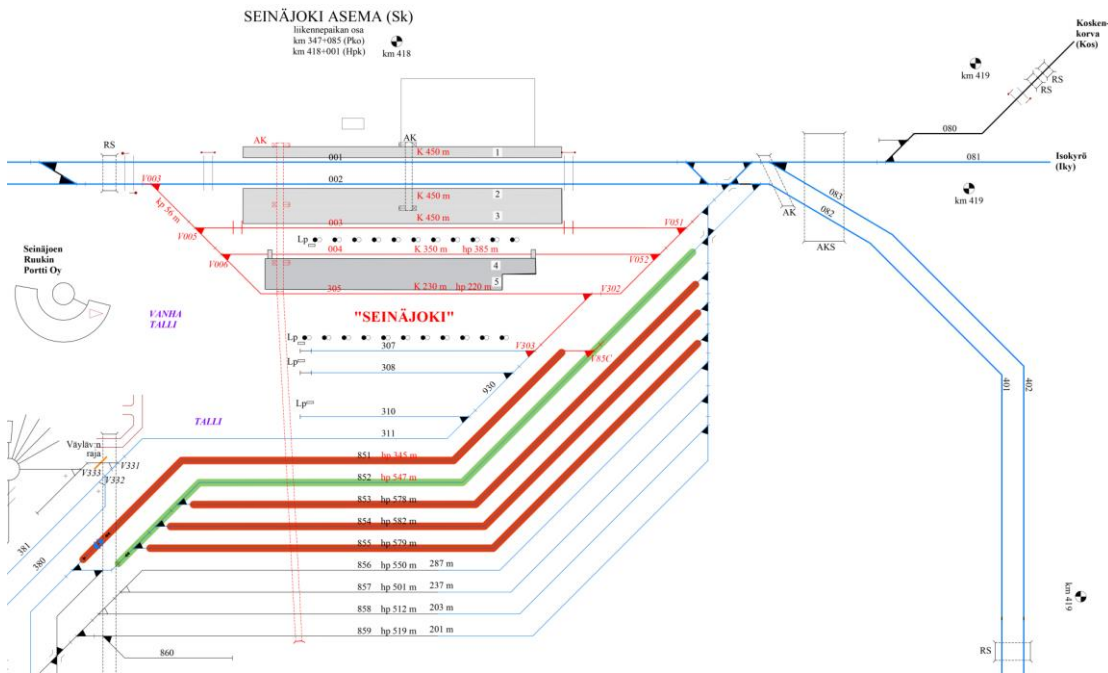 SEINÄJOKI ASEMA (Sk)
liikennepaikan osa
km 347+085 (Pko)
km 418+001 (Hpk)
km 418
Kosken-
korva
(Kos)
km 419
RS
RS
RS
AK
AK
080
001
K 450 m
1
081
Isokyrö
(Iky)
V003
002
K 450 m
2
083
km 419
kp 56 m
K 450 m
3
AK
082
V005
003
V051
AKS
Seinäjoen
Ruukin
Portti Oy
Lp
004
K 350 m
hp 385 m
V006
V052
4
5
305
K 230 m
hp 220 m
V302
VANHA
TALLI
"SEINÄJOKI"
Lp
307
V303
V85C
Lp
308
930
401
402
Lp
310
TALLI
311
Väyläv:n
raja
851
hp 345 m
V331
V333
V332
852
hp 547 m
853
hp 578 m
854
hp 582 m
381
855
hp 579 m
380
856
hp 550 m
287 m
857
hp 501 m
237 m
km 419
858
hp 512 m
203 m
859
hp 519 m
201 m
860
RS